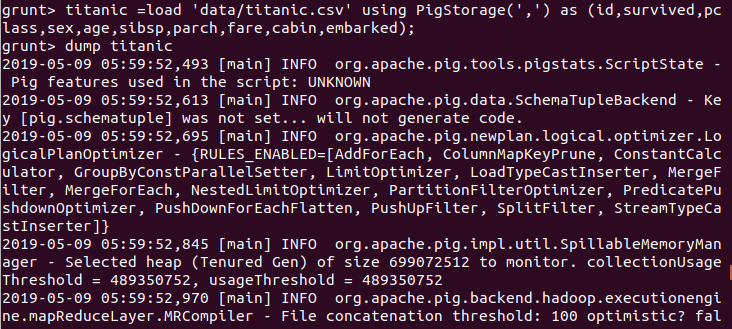 grunt> titanic =load 'data/titanic.csv' using PigStorage(',') as (id,survived,pc
lass,sex,age,sibsp,parch,fare,cabin,embarked);
grunt> dump titanic
2019-05-09 05:59:52,493 [main] INFO  org.apache.pig.tools.pigstats.ScriptState -
 Pig features used in the script: UNKNOWN
2019-05-09 05:59:52,613 [main] INFO  org.apache.pig.data.SchemaTupleBackend - Ke
y [pig.schematuple] was not set... will not generate code.
2019-05-09 05:59:52,695 [main] INFO  org.apache.pig.newplan.logical.optimizer.Lo
gicalPlanOptimizer - {RULES_ENABLED=[AddForEach, ColumnMapKeyPrune, ConstantCalc
ulator, GroupByConstParallelSetter, LimitOptimizer, LoadTypeCastInserter, MergeF
ilter, MergeForEach, NestedLimitOptimizer, PartitionFilterOptimizer, PredicatePu
shdownOptimizer, PushDownForEachFlatten, PushUpFilter, SplitFilter, StreamTypeCa
stInserter]}
2019-05-09 05:59:52,845 [main] INFO  org.apache.pig.impl.util.SpillableMemoryMan
ager - Selected heap (Tenured Gen) of size 699072512 to monitor. collectionUsage
Threshold = 489350752, usageThreshold = 489350752
2019-05-09 05:59:52,970 [main] INFO  org.apache.pig.backend.hadoop.executionengi
ne.mapReduceLayer.MRCompiler - File concatenation threshold: 100 optimistic? fal